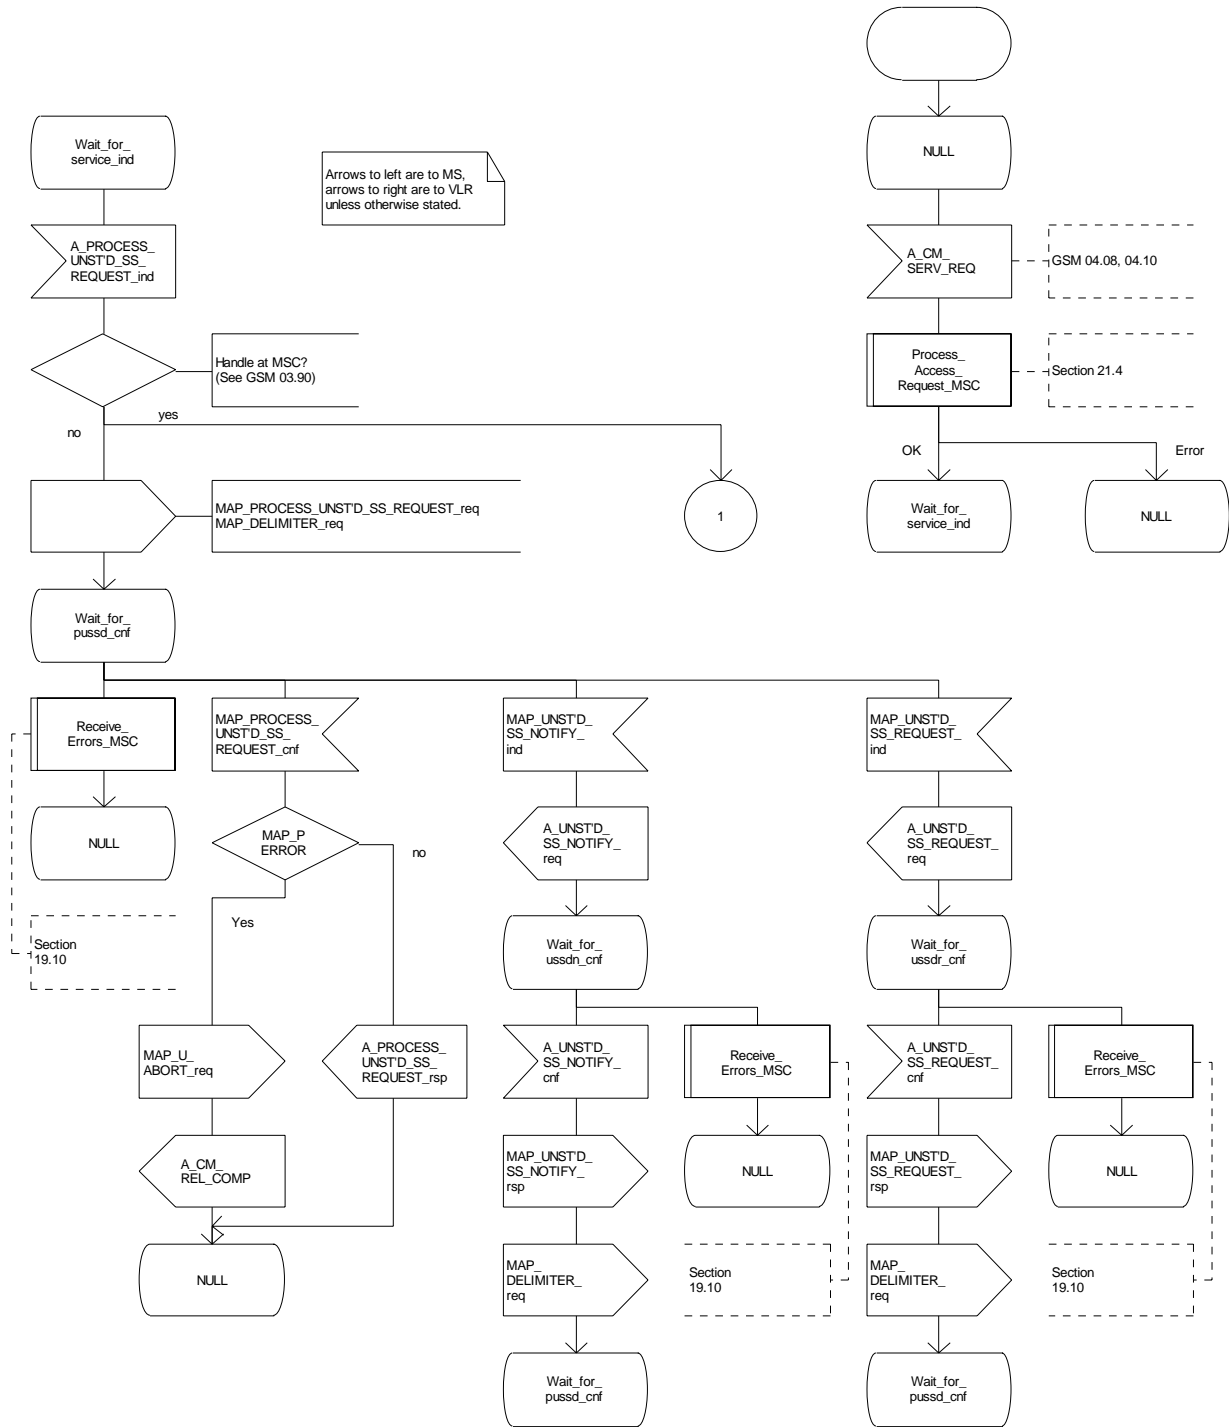 Wait_for_
service_ind
Arrows to left are to MS,
arrows to right are to VLR
unless otherwise stated.
NULL
A_PROCESS_
UNST'D_SS_
REQUEST_ind
A_CM_
SERV_REQ
GSM 04.08, 04.10
Handle at MSC?
(See GSM 03.90)
Process_
Access_
Request_MSC
Section 21.4
yes
no
OK
Error
MAP_PROCESS_UNST'D_SS_REQUEST_req
MAP_DELIMITER_req
1
Wait_for_
service_ind
NULL
Wait_for_
pussd_cnf
Receive_
Errors_MSC
MAP_PROCESS_
UNST'D_SS_
REQUEST_cnf
MAP_UNST'D_
SS_NOTIFY_
ind
MAP_UNST'D_
SS_REQUEST_
ind
NULL
MAP_P
ERROR
no
A_UNST'D_
SS_NOTIFY_
req
A_UNST'D_
SS_REQUEST_
req
Yes
Section
19.10
Wait_for_
ussdn_cnf
Wait_for_
ussdr_cnf
MAP_U_
ABORT_req
A_PROCESS_
UNST'D_SS_
REQUEST_rsp
A_UNST'D_
SS_NOTIFY_
cnf
Receive_
Errors_MSC
A_UNST'D_
SS_REQUEST_
cnf
Receive_
Errors_MSC
A_CM_
REL_COMP
MAP_UNST'D_
SS_NOTIFY_
rsp
NULL
MAP_UNST'D_
SS_REQUEST_
rsp
NULL
NULL
MAP_
DELIMITER_
req
Section
19.10
MAP_
DELIMITER_
req
Section
19.10
Wait_for_
pussd_cnf
Wait_for_
pussd_cnf